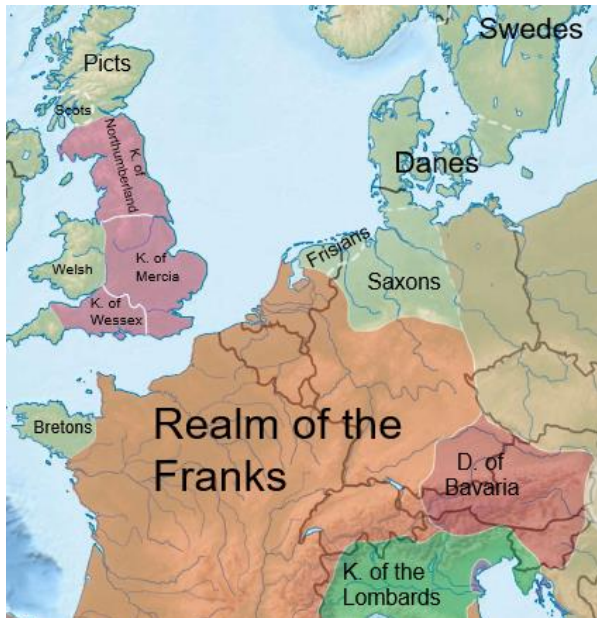 Swedes
Picts
Scots
K. of
Northumberland
Danes
Frisians
Welsh
K. of
Mercia
Saxons
K. of
Wessex
Bretons
Realm of the
Franks
D. of
Bavaria
K. of the
Lombards